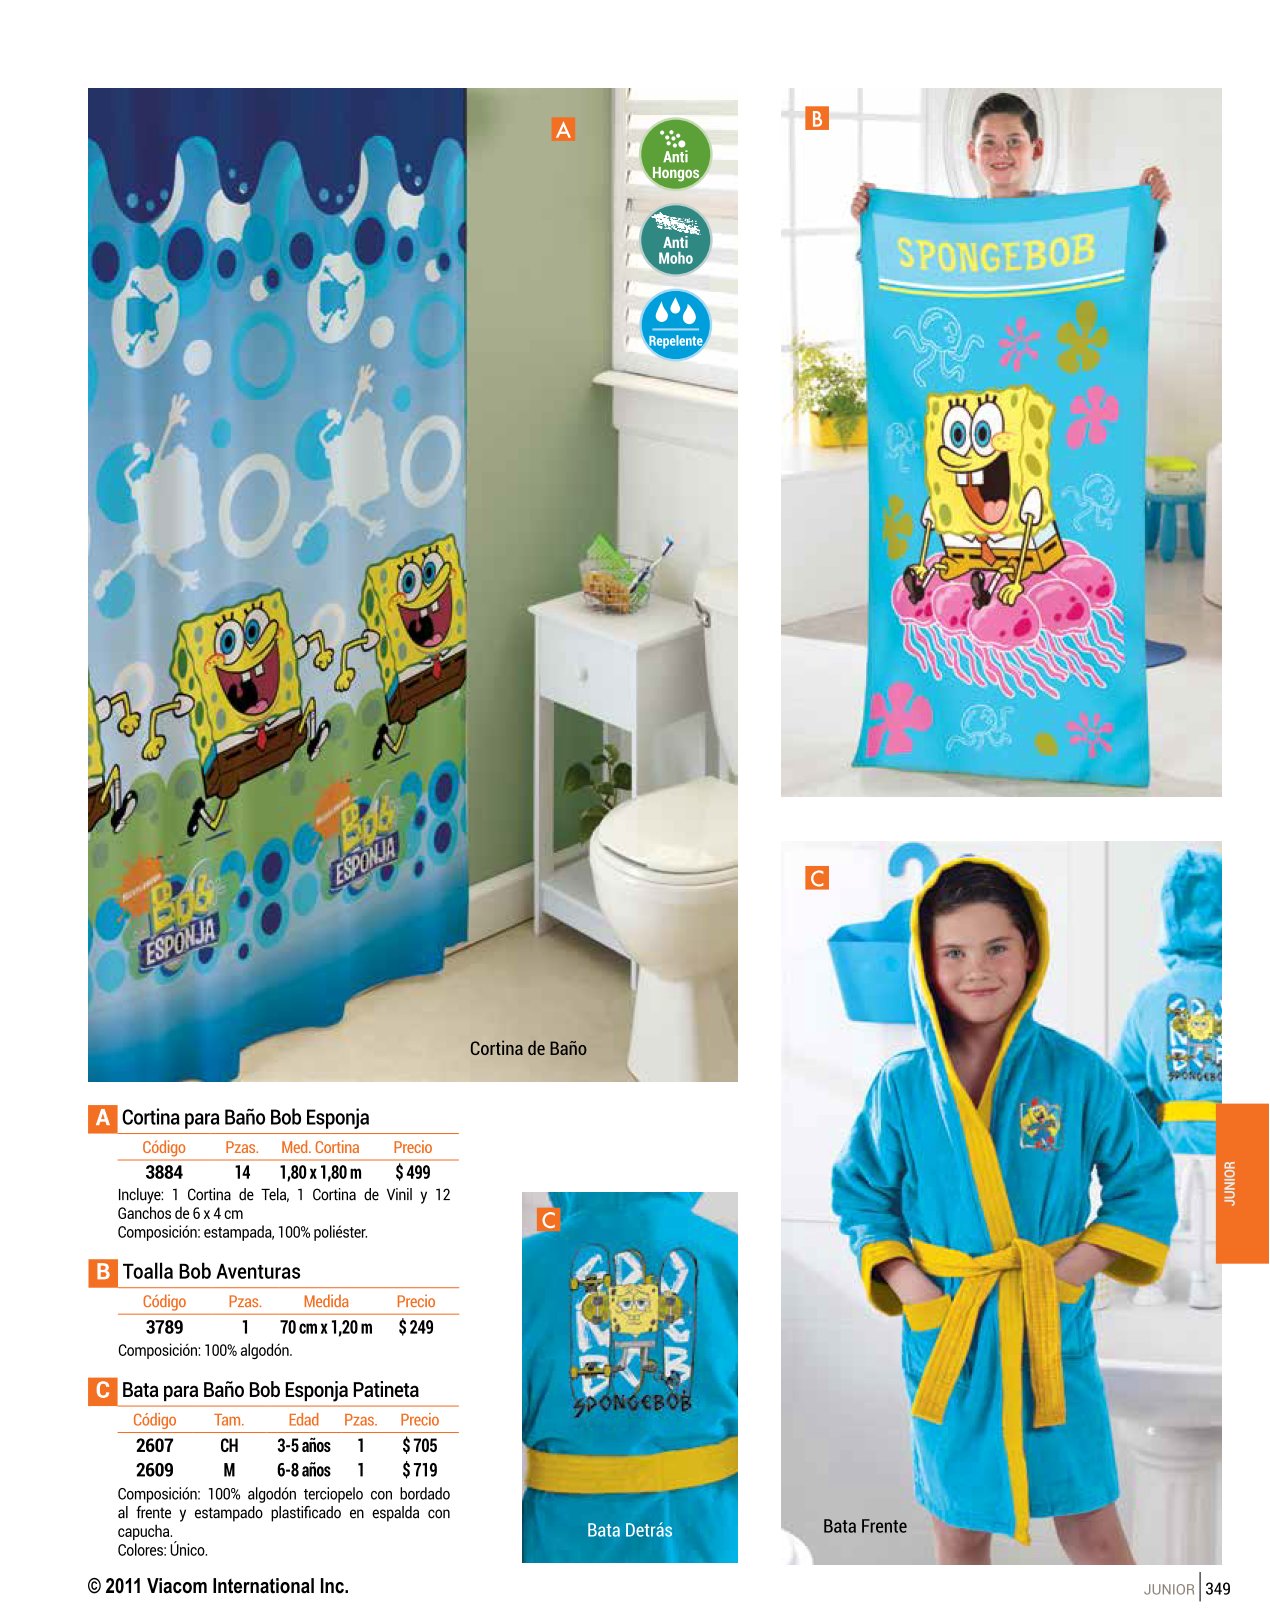 A
Anti
Hongos
Anti
Moho
Repelente
Bob
ESPONJA
Bob
ESPONJA
Cortina de Baño
B
SPONGEBOB
A Cortina para Baño Bob Esponja
Código Pzas. Med. Cortina Precio
3884 14 1,80 x 1,80 m $ 499
Incluye: 1 Cortina de Tela, 1 Cortina de Vinil y 12
Ganchos de 6 x 4 cm
Composición: estampada, 100% poliéster.
B Toalla Bob Aventuras
Código Pzas. Medida Precio
3789 1 70 cm x 1,20 m $ 249
Composición: 100% algodón.
C Bata para Baño Bob Esponja Patineta
Código Tam. Edad Pzas. Precio
2607 CH 3-5 años 1 $ 705
2609 M 6-8 años 1 $ 719
Composición: 100% algodón terciopelo con bordado
al frente y estampado plastificado en espalda con
capucha.
Colores: Único.
C
SPONGEBOB
Bata Detrás
C
SPONGEBOB
Bata Frente
JUNIOR
© 2011 Viacom International Inc.
JUNIOR 349